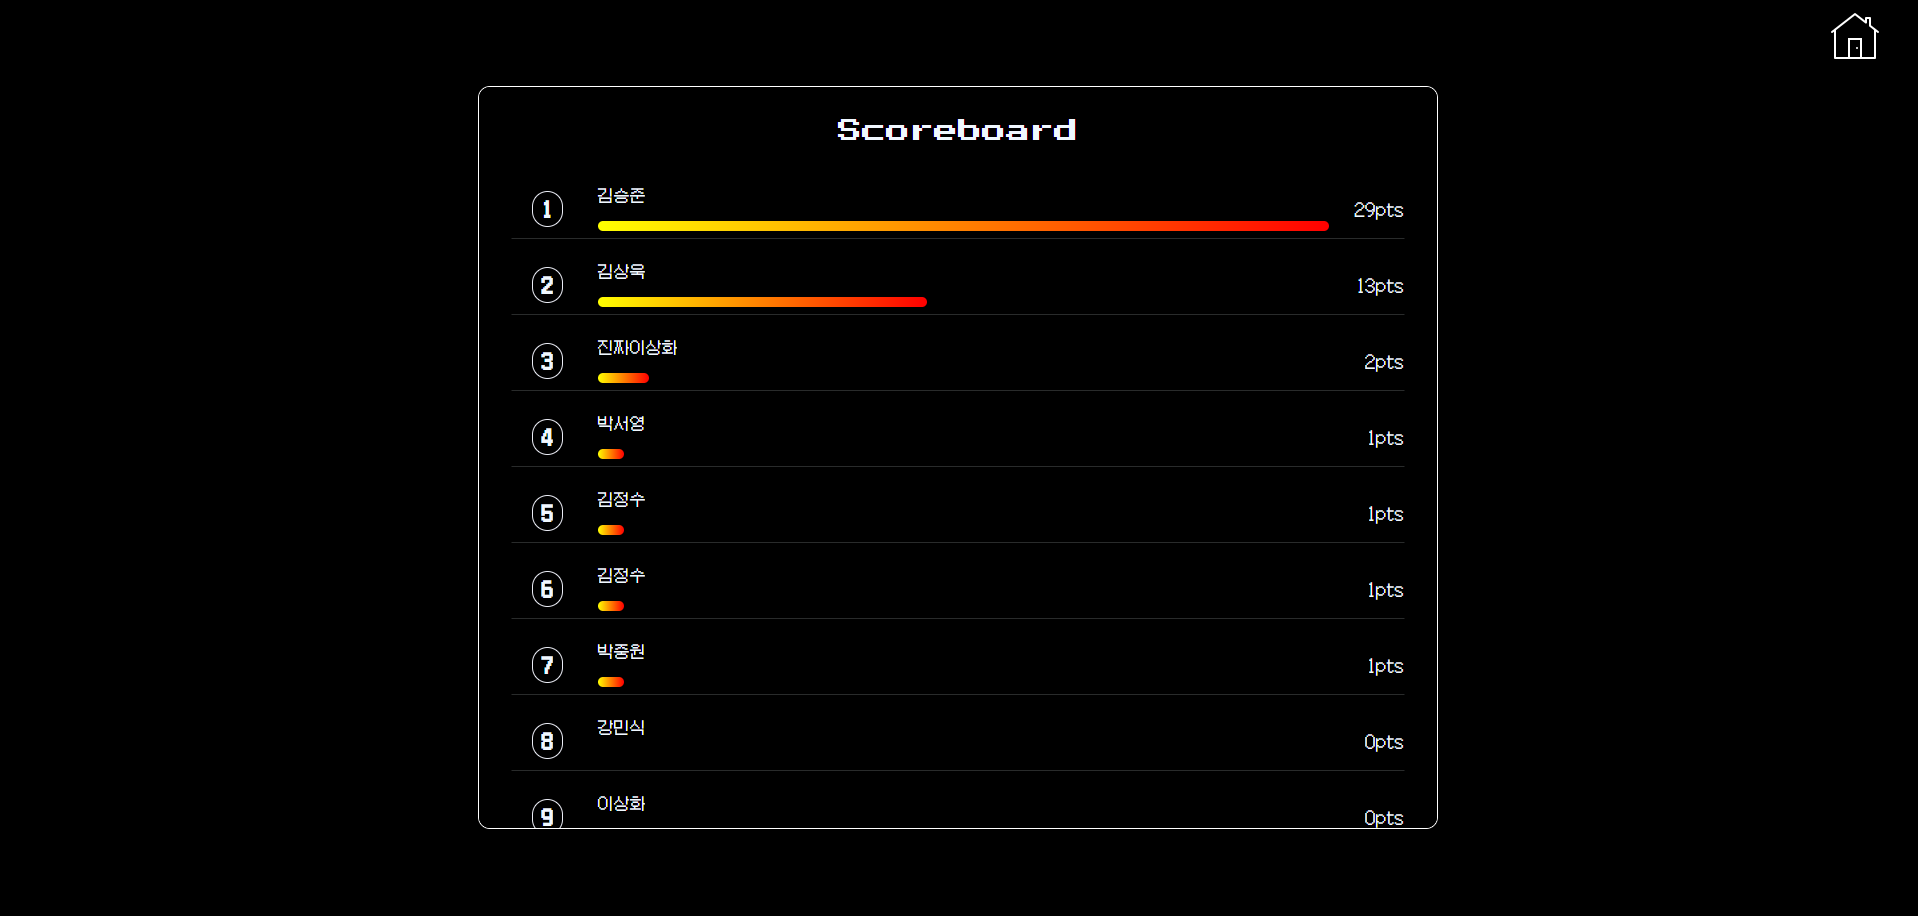 Scoreboard
1 김승준 29pts
2 김상욱 13pts
3 진짜이상화 2pts
4 박서영 1pts
5 김정수 1pts
6 김정수 1pts
7 박중원 1pts
8 강민식 0pts
9 이상화 0pts